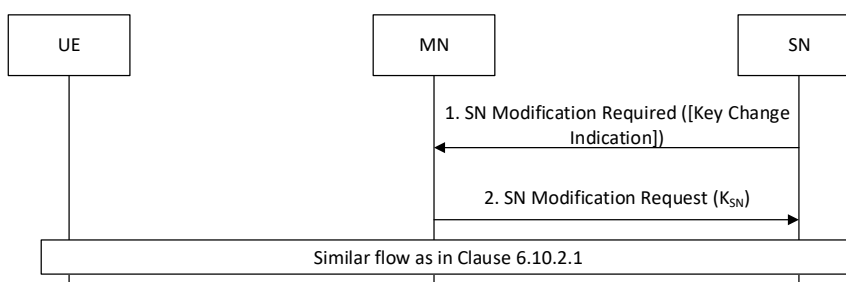 UE
MN
SN
1. SN Modification Required ([Key Change
Indication])
2. SN Modification Request (KSN)
Similar flow as in Clause 6.10.2.1